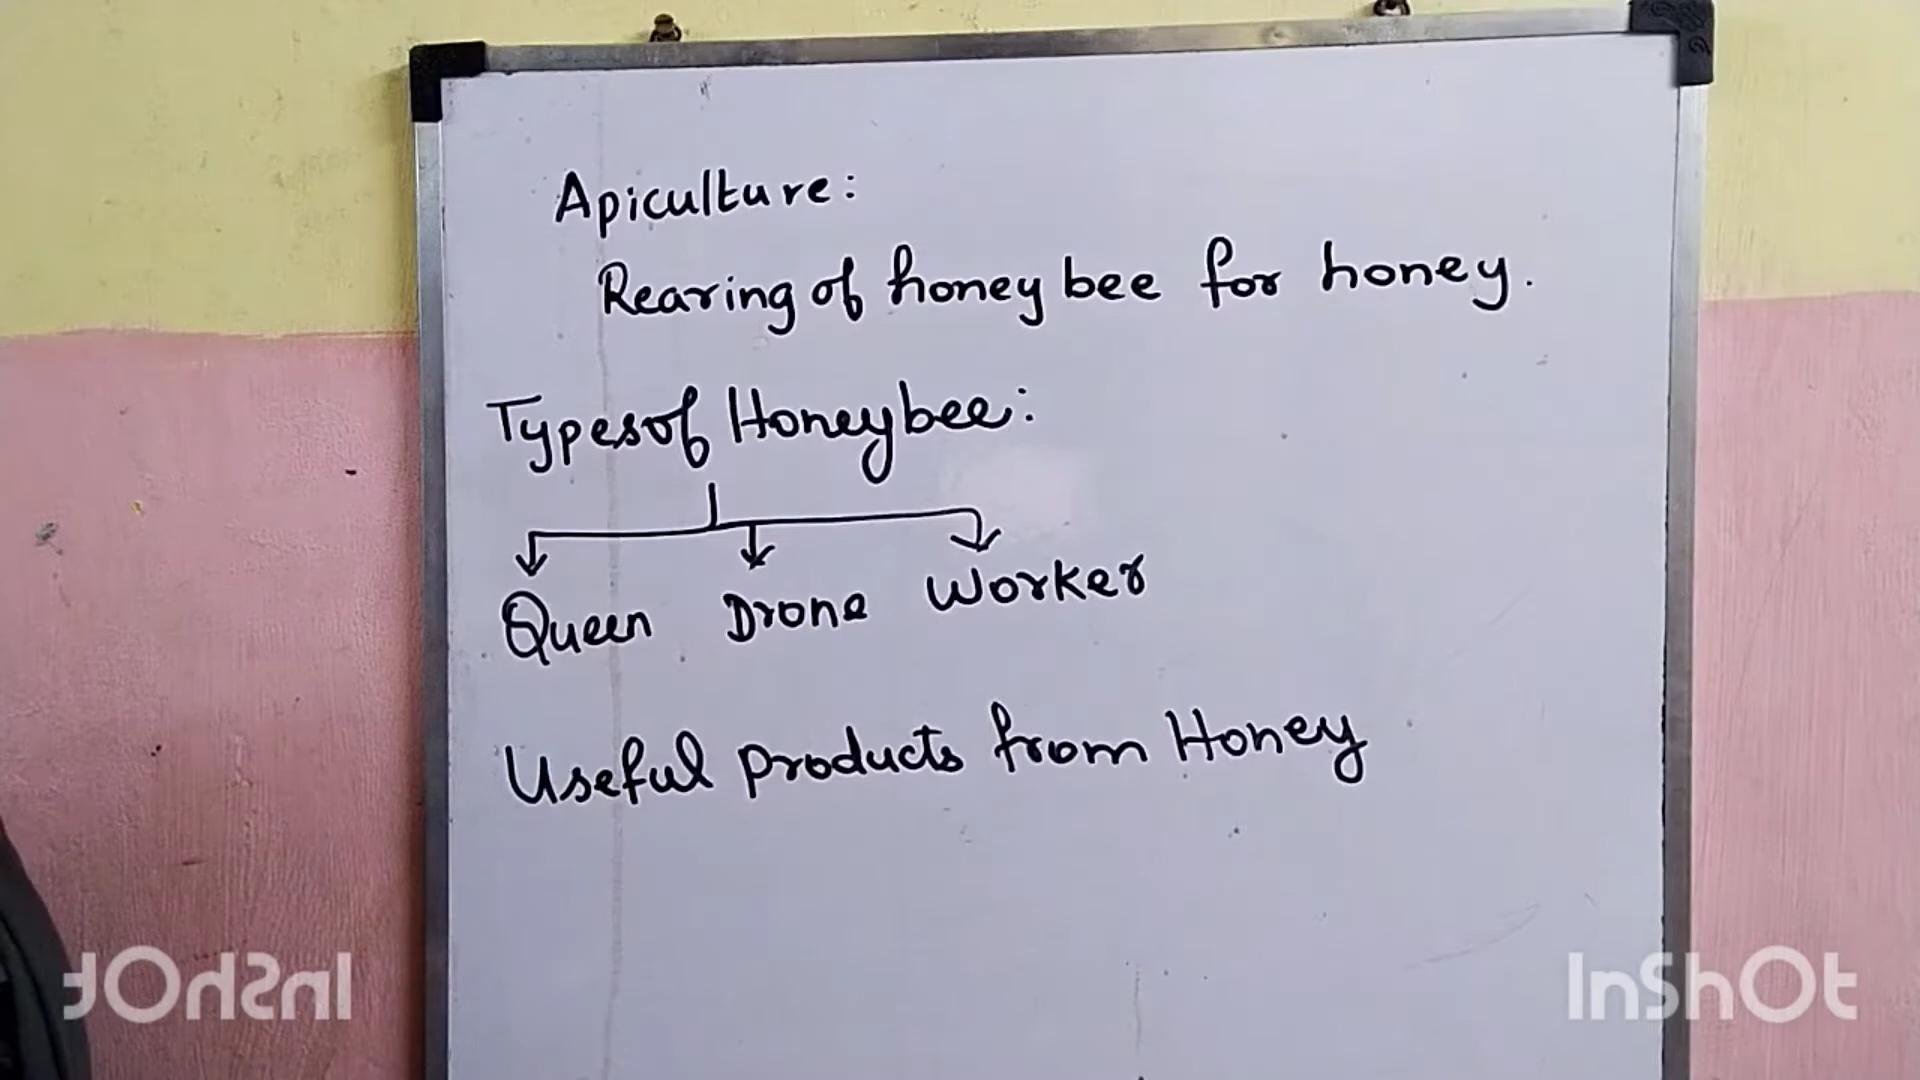 Apiculture:
Rearing of honey bee for honey.
Types of Honeybee:
Queen Drone Worker
Useful products from Honey
InShOt InShOt